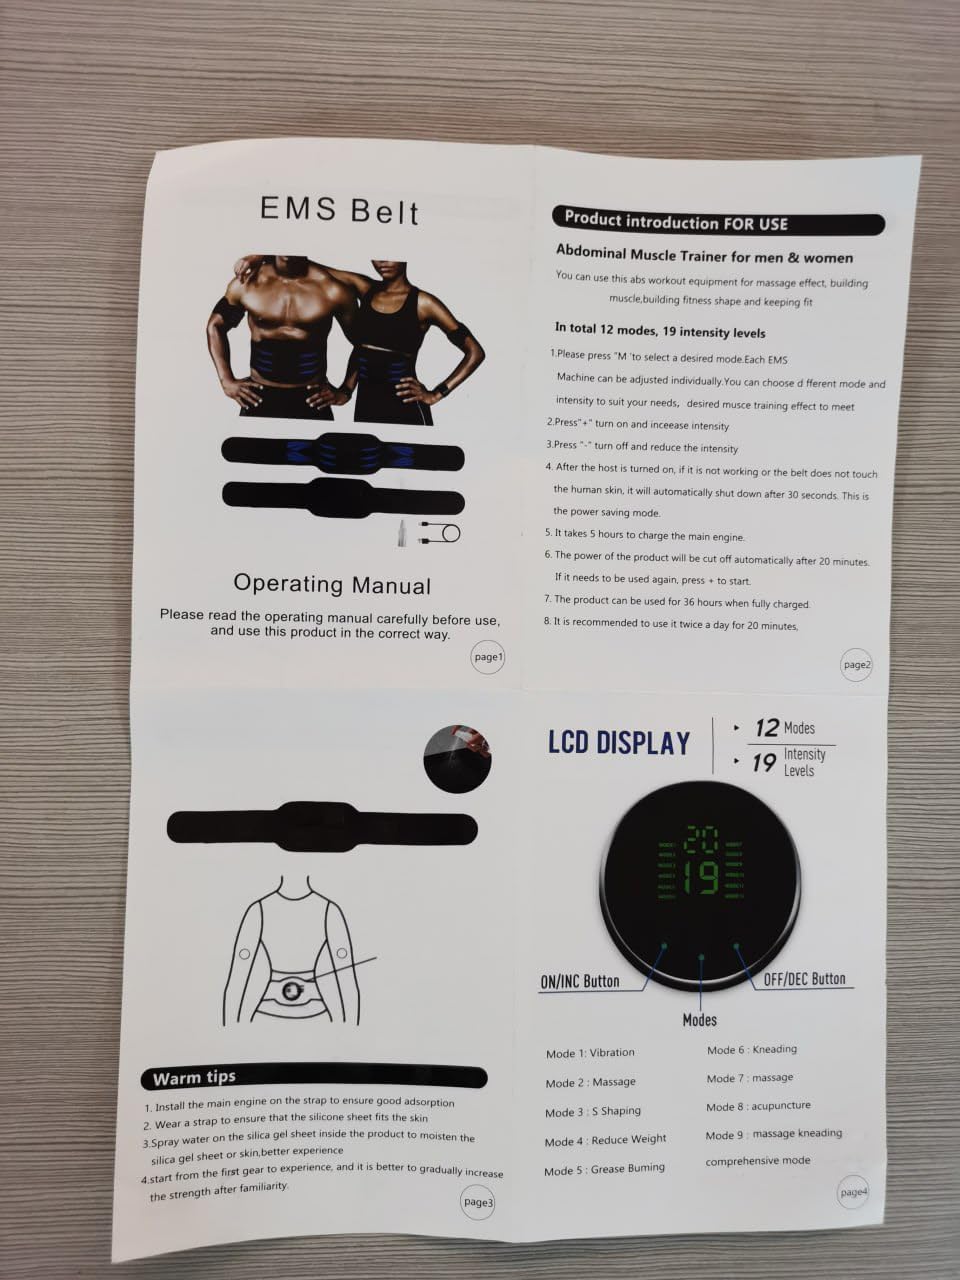 EMS Belt
Operating Manual
Please read the operating manual carefully before use,
and use this product in the correct way.
page1
Product introduction FOR USE
Abdominal Muscle Trainer for men & women
You can use this abs workout equipment for massage effect, building
muscle,building fitness shape and keeping fit
In total 12 modes, 19 intensity levels
1.Please press "M 'to select a desired mode.Each EMS
Machine can be adjusted individually.You can choose d fferent mode and
intensity to suit your needs, desired musce training effect to meet
2.Press"+" turn on and inceease intensity
3.Press "-" turn off and reduce the intensity
4. After the host is turned on, if it is not working or the belt does not touch
the human skin, it will automatically shut down after 30 seconds. This is
the power saving mode.
5. It takes 5 hours to charge the main engine.
6. The power of the product will be cut off automatically after 20 minutes.
If it needs to be used again, press + to start.
7. The product can be used for 36 hours when fully charged.
8. It is recommended to use it twice a day for 20 minutes.
page2
Warm tips
1. Install the main engine on the strap to ensure good adsorption
2. Wear a strap to ensure that the silicone sheet fits the skin
3.Spray water on the silica gel sheet inside the product to moisten the
silica gel sheet or skin,better experience
4.start from the first gear to experience, and it is better to gradually increase
the strength after familiarity.
page3
LCD DISPLAY
12 Modes
19 Intensity
Levels
20
19
MODE1 MODE7
MODE2 MODE8
MODE3 MODE9
MODE4 MODE10
MODE5 MODE11
MODE6 MODE12
ON/INC Button
OFF/DEC Button
Modes
Mode 1: Vibration
Mode 2 : Massage
Mode 3 : S Shaping
Mode 4 : Reduce Weight
Mode 5 : Grease Buming
Mode 6 : Kneading
Mode 7 : massage
Mode 8 : acupuncture
Mode 9 : massage kneading
comprehensive mode
page4